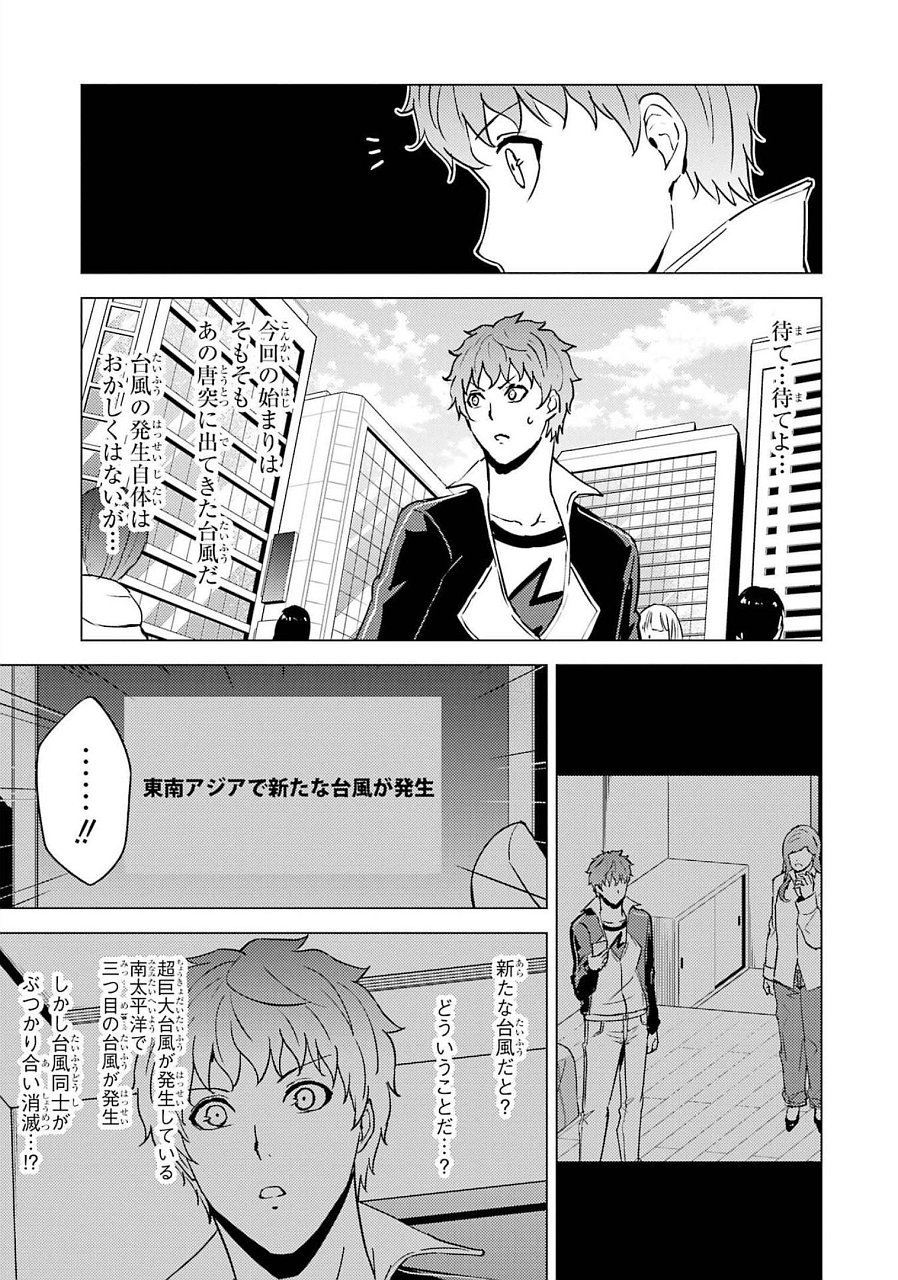 待て…待てよ…
今回の始まりは
そもそも
あの唐突に出てきた台風だ
台風の発生自体は
おかしくはないが…
東南アジアで新たな台風が発生
……!!
新たな台風だと？
どういうことだ…？
超巨大台風が発生している
南太平洋で
三つ目の台風が発生
しかし台風同士が
ぶつかり合い消滅…!?